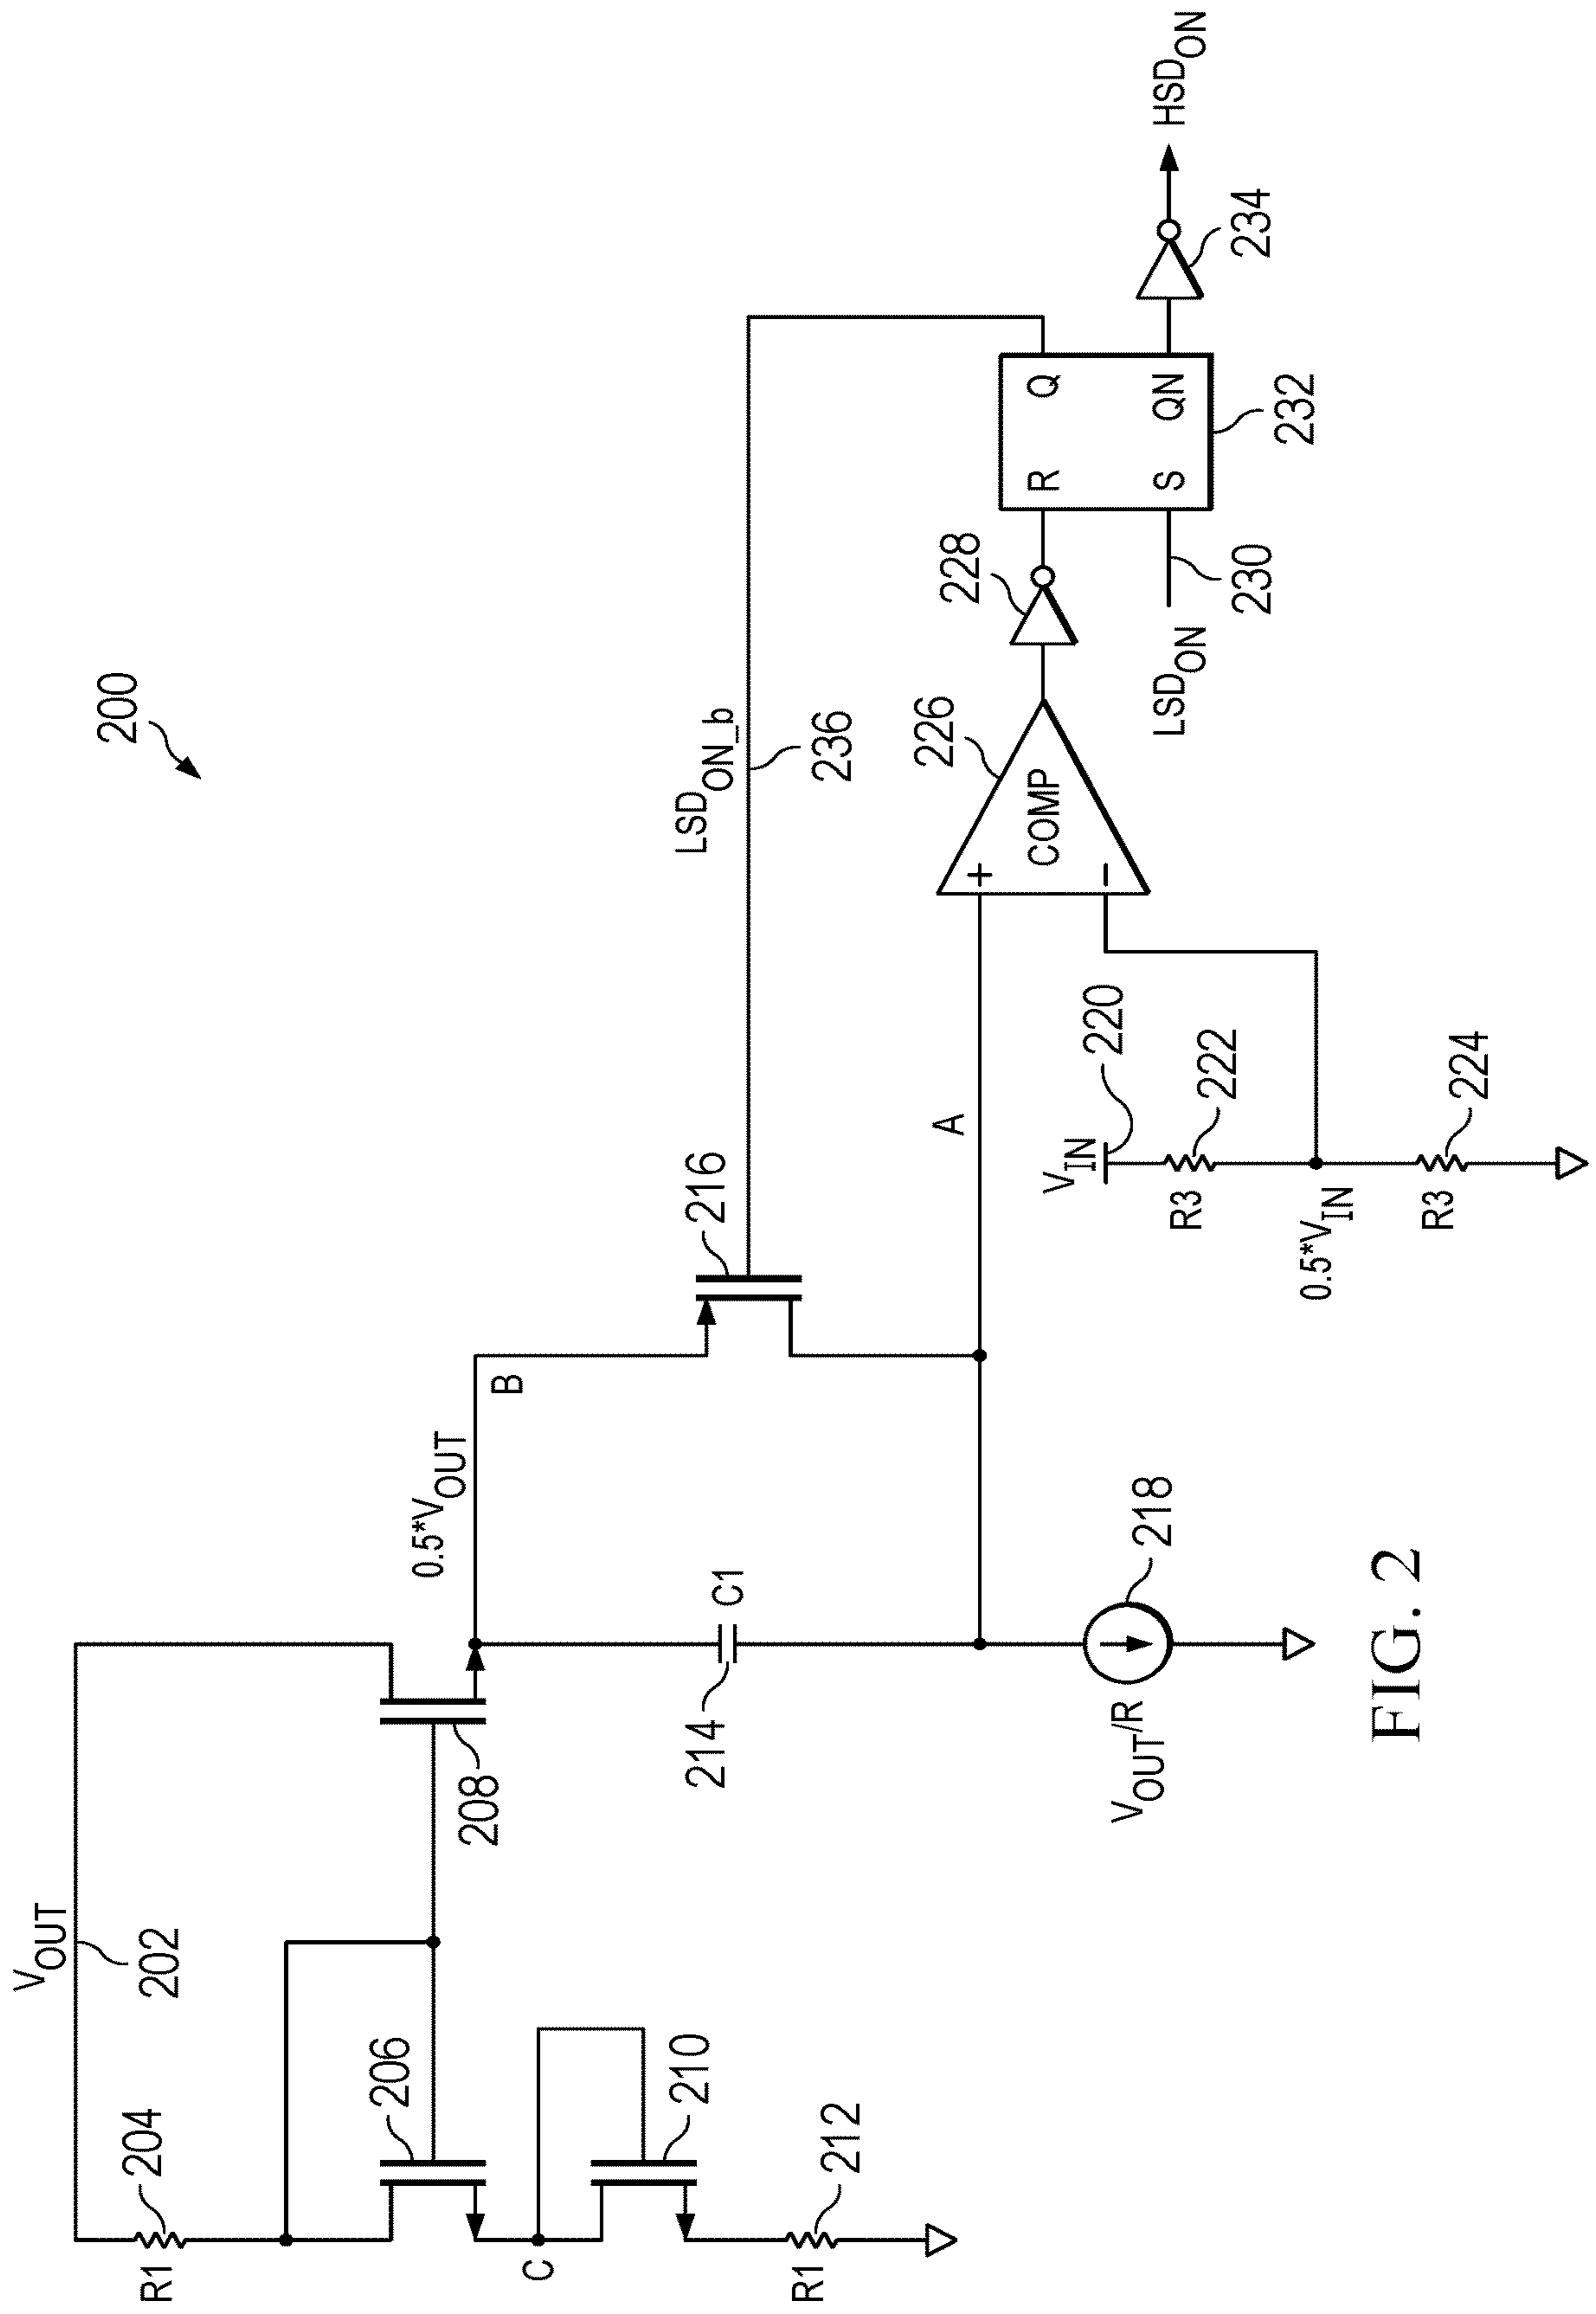 200
V_OUT
202
R1
204
206
208
C
210
R1
212
0.5*V_OUT
B
214
C1
216
LSD_ON_b
236
V_OUT/R
218
A
V_IN
220
R3
222
0.5*V_IN
R3
224
+
COMP
−
226
228
LSD_ON
230
R
Q
S
QN
232
234
HSD_ON
FIG. 2